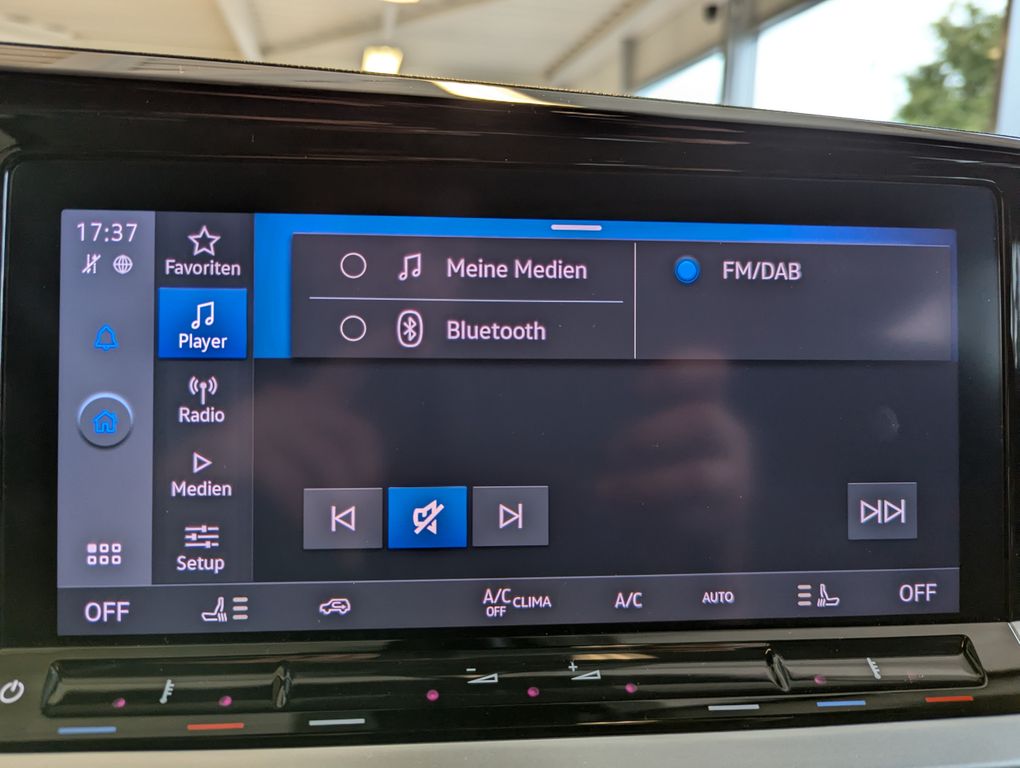 17:37
Favoriten
Player
Radio
Medien
Setup
Meine Medien
Bluetooth
FM/DAB
OFF
A/C
OFF CLIMA
A/C
AUTO
OFF
- +